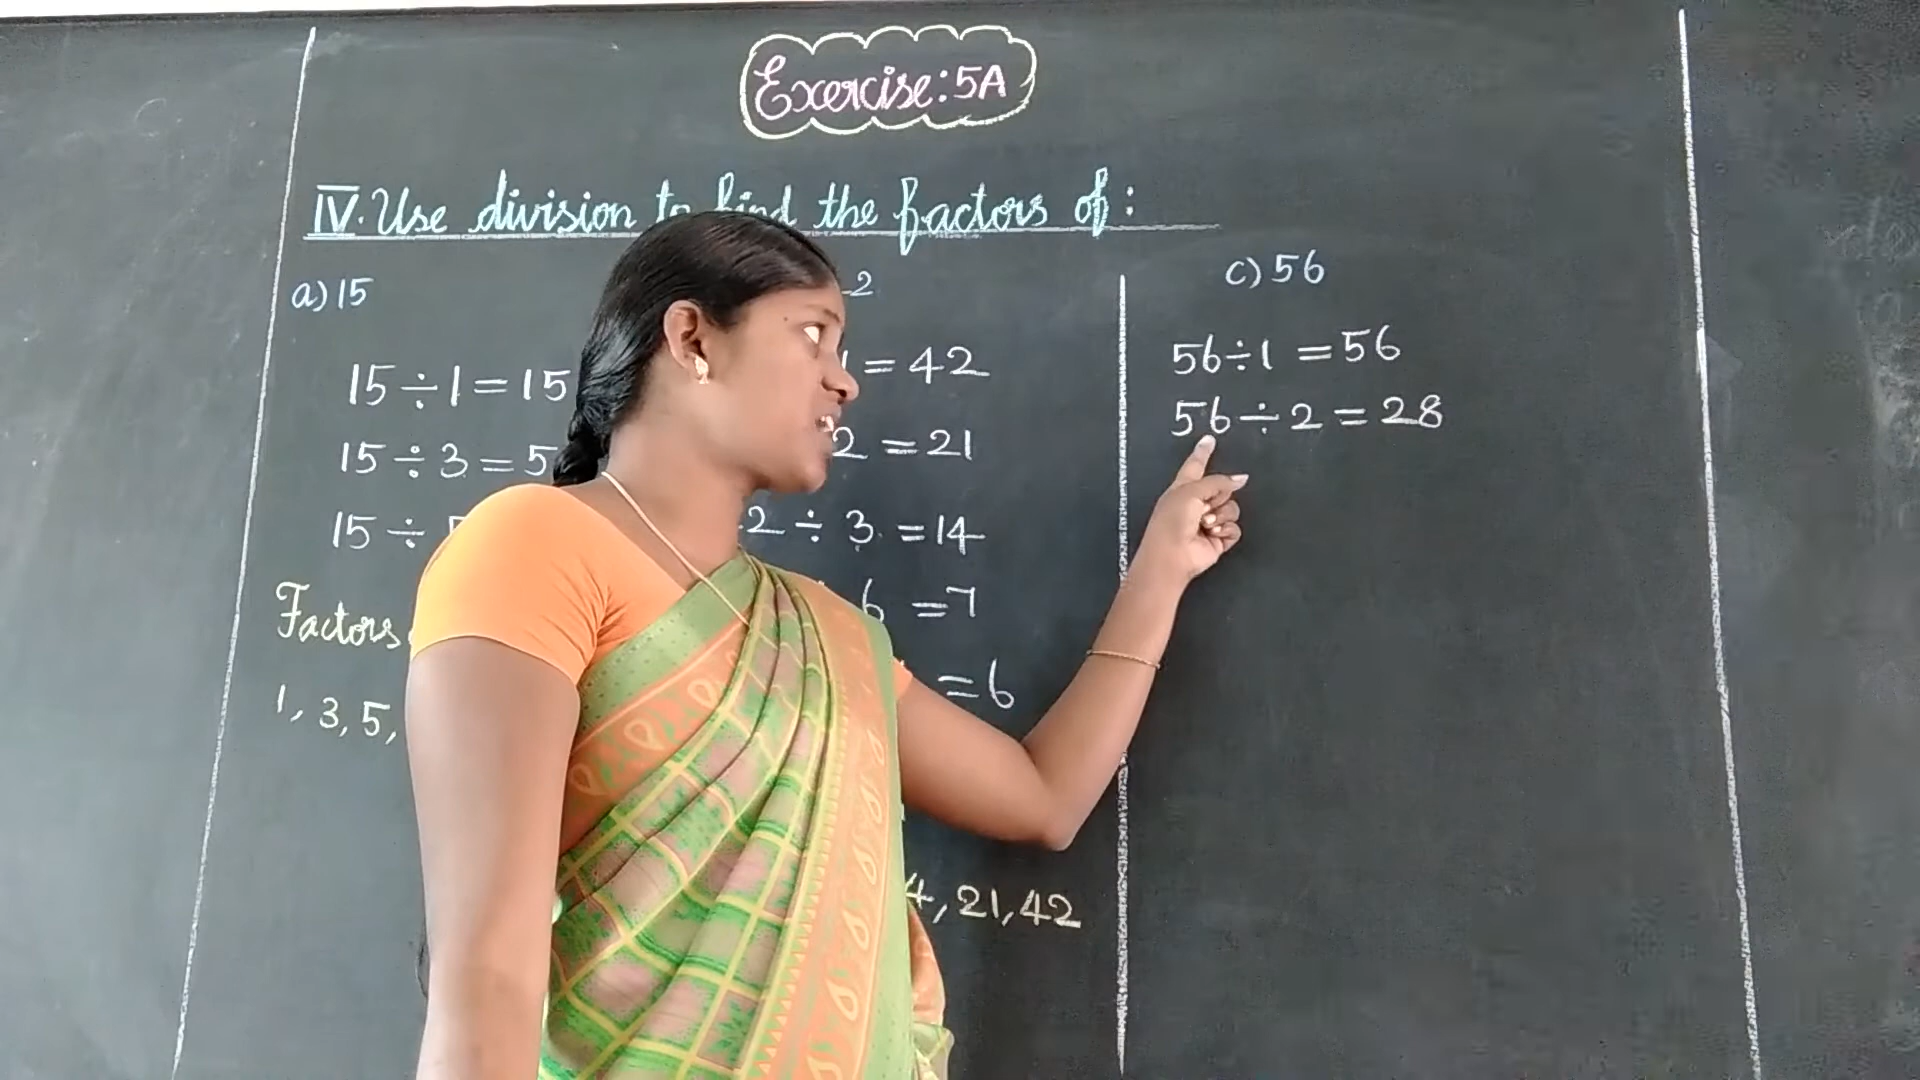 Exercise: 5A
IV. Use division to find the factors of :
a) 15
15 ÷ 1 = 15
15 ÷ 3 = 5
15 ÷
Factors
1, 3, 5,
2
= 42
2 = 21
2 ÷ 3 = 14
6 = 7
= 6
4, 21, 42
c) 56
56 ÷ 1 = 56
56 ÷ 2 = 28